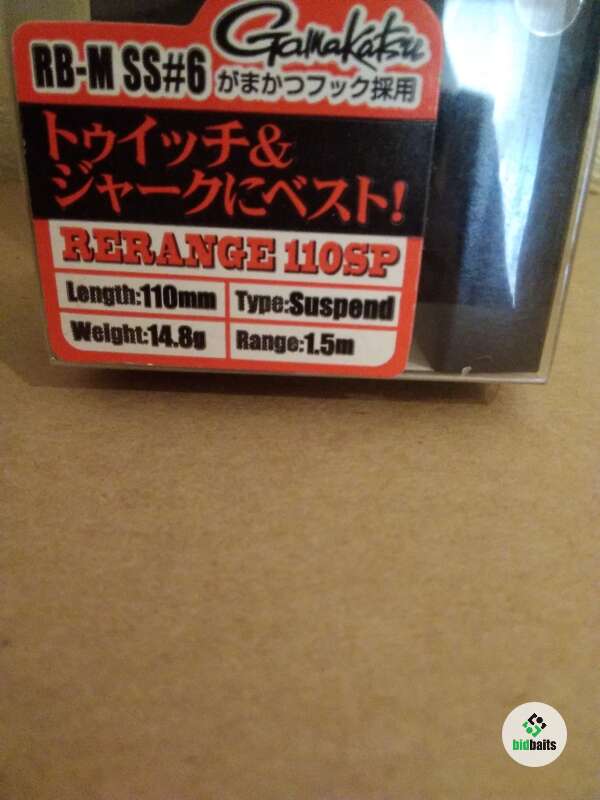 RB-M SS#6
Gamakatsu
がまかつフック採用
トゥイッチ&
ジャークにベスト!
RERANGE 110SP
Length:110mm Type:Suspend
Weight:14.8g Range:1.5m
bidbaits